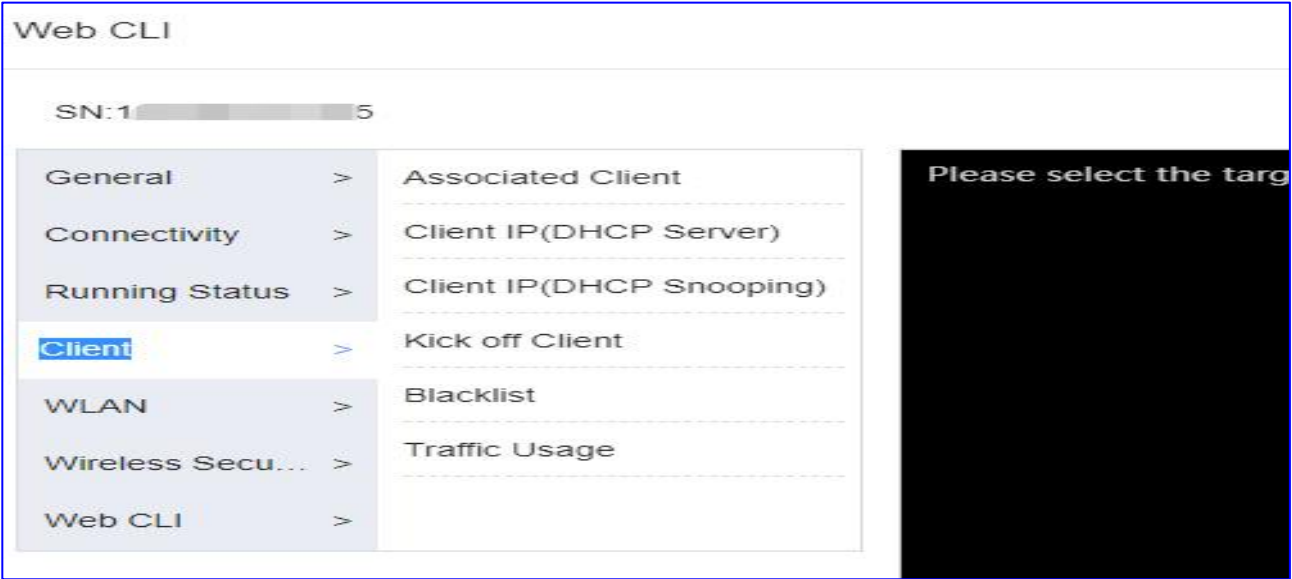 Web CLI
SN:1 5
General >
Connectivity >
Running Status >
Client >
WLAN >
Wireless Secu... >
Web CLI >
Associated Client
Client IP(DHCP Server)
Client IP(DHCP Snooping)
Kick off Client
Blacklist
Traffic Usage
Please select the targ